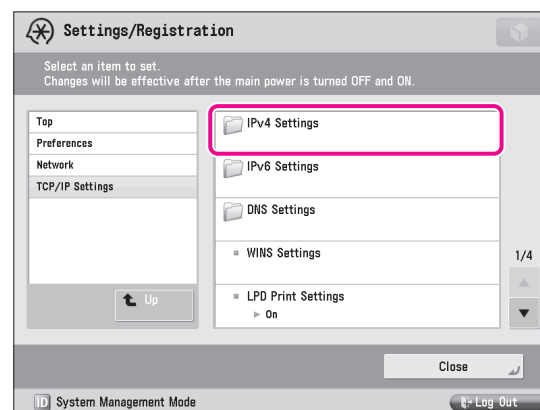 Settings/Registration
Select an item to set.
Changes will be effective after the main power is turned OFF and ON.
Top
Preferences
Network
TCP/IP Settings
Up
IPv4 Settings
IPv6 Settings
DNS Settings
WINS Settings
LPD Print Settings
On
1/4
Close
ID System Management Mode
Log Out